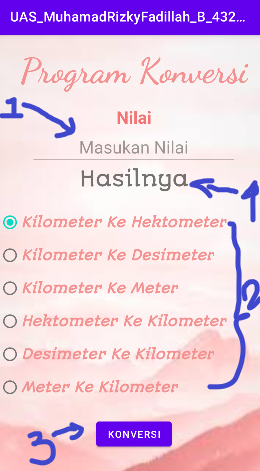 UAS_MuhamadRizkyFadillah_B_432...
Program Konversi
Nilai
1
Masukan Nilai
Hasilnya
4
Kilometer Ke Hektometer
Kilometer Ke Desimeter
Kilometer Ke Meter
2
Hektometer Ke Kilometer
Desimeter Ke Kilometer
Meter Ke Kilometer
3
KONVERSI